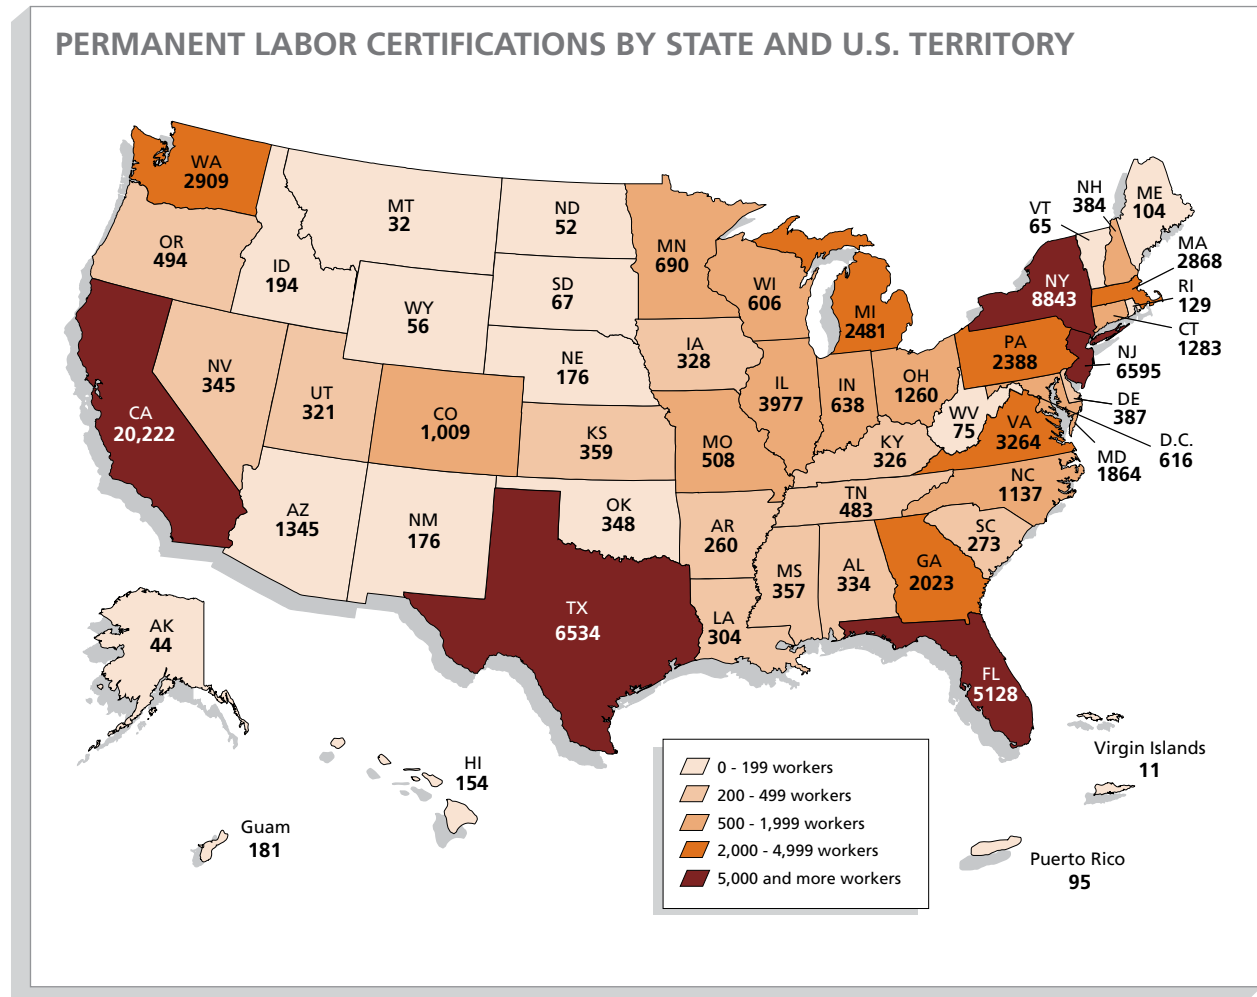 PERMANENT LABOR CERTIFICATIONS BY STATE AND U.S. TERRITORY
WA
2909
MT
32
ND
52
MN
690
VT
65
NH
384
ME
104
MA
2868
RI
129
CT
1283
NJ
6595
DE
387
D.C.
616
MD
1864
OR
494
ID
194
WY
56
SD
67
WI
606
MI
2481
NY
8843
PA
2388
NV
345
UT
321
CO
1,009
NE
176
IA
328
IL
3977
IN
638
OH
1260
WV
75
VA
3264
CA
20,222
KS
359
MO
508
KY
326
NC
1137
AZ
1345
NM
176
OK
348
AR
260
TN
483
SC
273
TX
6534
LA
304
MS
357
AL
334
GA
2023
FL
5128
AK
44
HI
154
Guam
181
Virgin Islands
11
Puerto Rico
95
0 - 199 workers
200 - 499 workers
500 - 1,999 workers
2,000 - 4,999 workers
5,000 and more workers